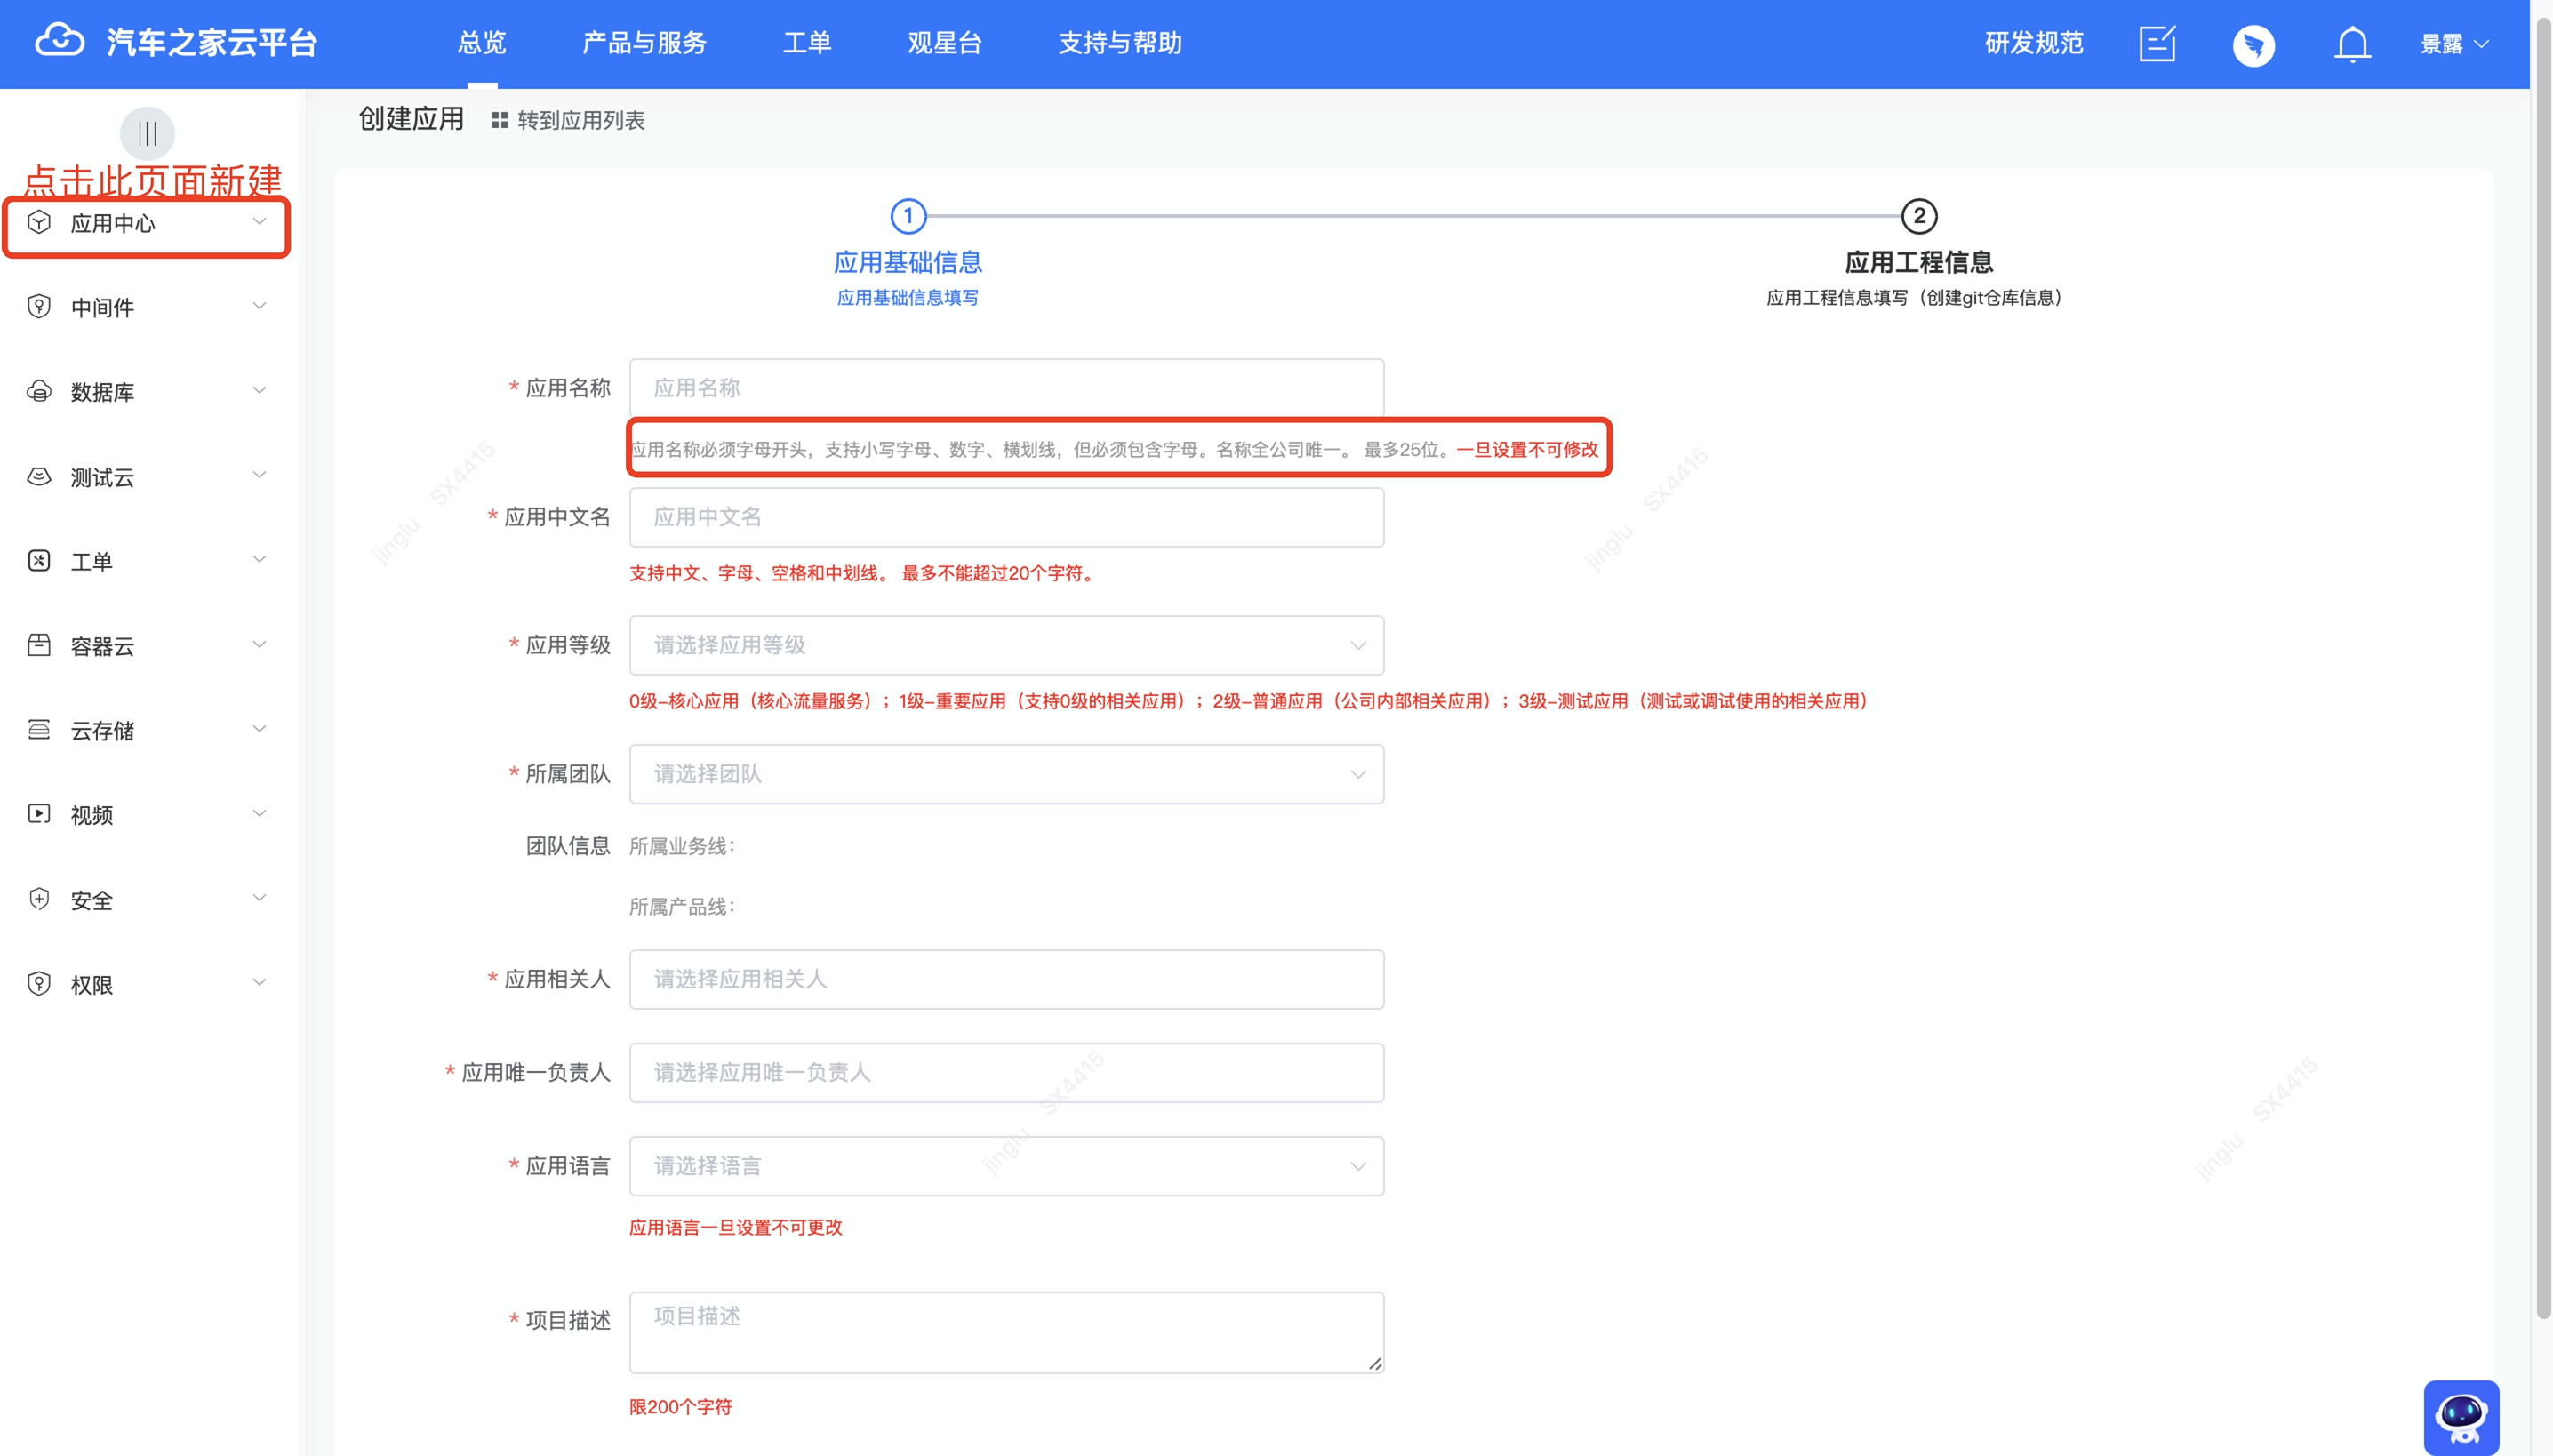 汽车之家云平台
总览
产品与服务
工单
观星台
支持与帮助
研发规范
景露
点击此页面新建
应用中心
中间件
数据库
测试云
工单
容器云
云存储
视频
安全
权限
创建应用
转到应用列表
1
应用基础信息
应用基础信息填写
2
应用工程信息
应用工程信息填写（创建git仓库信息）
* 应用名称
应用名称
应用名称必须字母开头，支持小写字母、数字、横划线，但必须包含字母。名称全公司唯一。 最多25位。一旦设置不可修改
* 应用中文名
应用中文名
支持中文、字母、空格和中划线。 最多不能超过20个字符。
* 应用等级
请选择应用等级
0级–核心应用（核心流量服务）；1级–重要应用（支持0级的相关应用）；2级–普通应用（公司内部相关应用）；3级–测试应用（测试或调试使用的相关应用）
* 所属团队
请选择团队
团队信息
所属业务线：
所属产品线：
* 应用相关人
请选择应用相关人
* 应用唯一负责人
请选择应用唯一负责人
* 应用语言
请选择语言
应用语言一旦设置不可更改
* 项目描述
项目描述
限200个字符
jinglu SX4415
jinglu SX4415
jinglu SX4415
jinglu SX4415